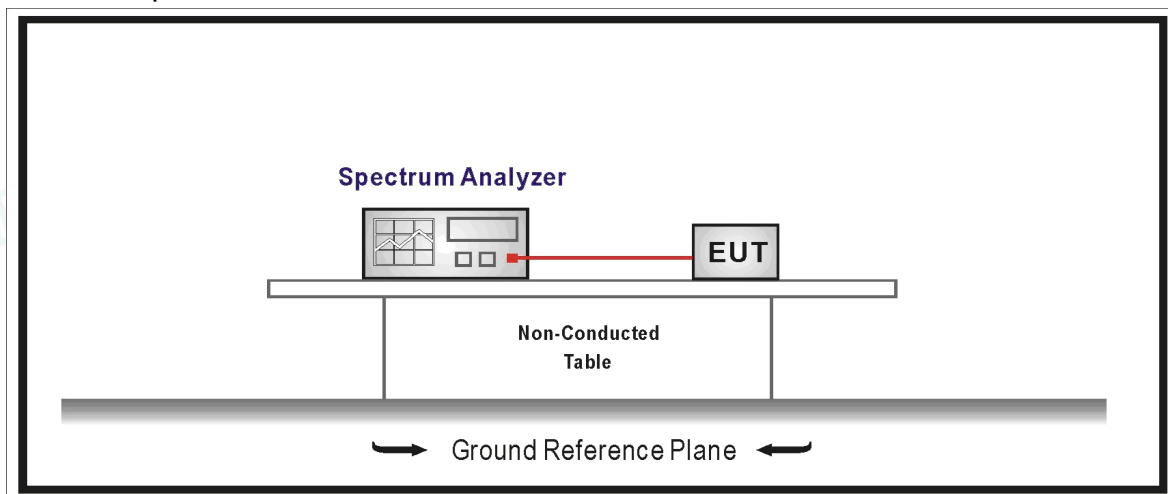 Spectrum Analyzer
EUT
Non-Conducted
Table
Ground Reference Plane